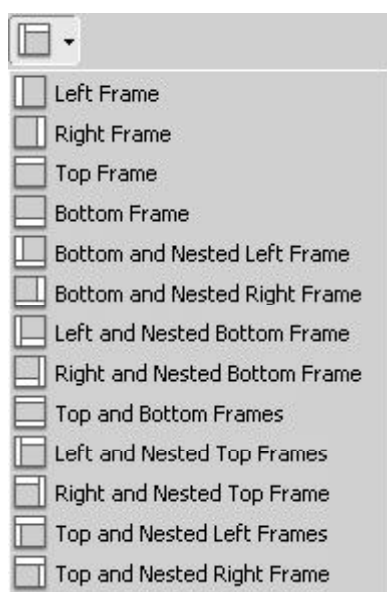 Left Frame
Right Frame
Top Frame
Bottom Frame
Bottom and Nested Left Frame
Bottom and Nested Right Frame
Left and Nested Bottom Frame
Right and Nested Bottom Frame
Top and Bottom Frames
Left and Nested Top Frames
Right and Nested Top Frame
Top and Nested Left Frames
Top and Nested Right Frame